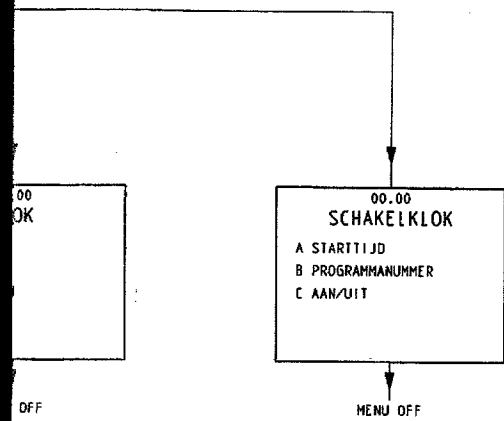 00
OK
OFF
00.00
SCHAKELKLOK
A STARTTIJD
B PROGRAMMANUMMER
C AAN/UIT
MENU OFF